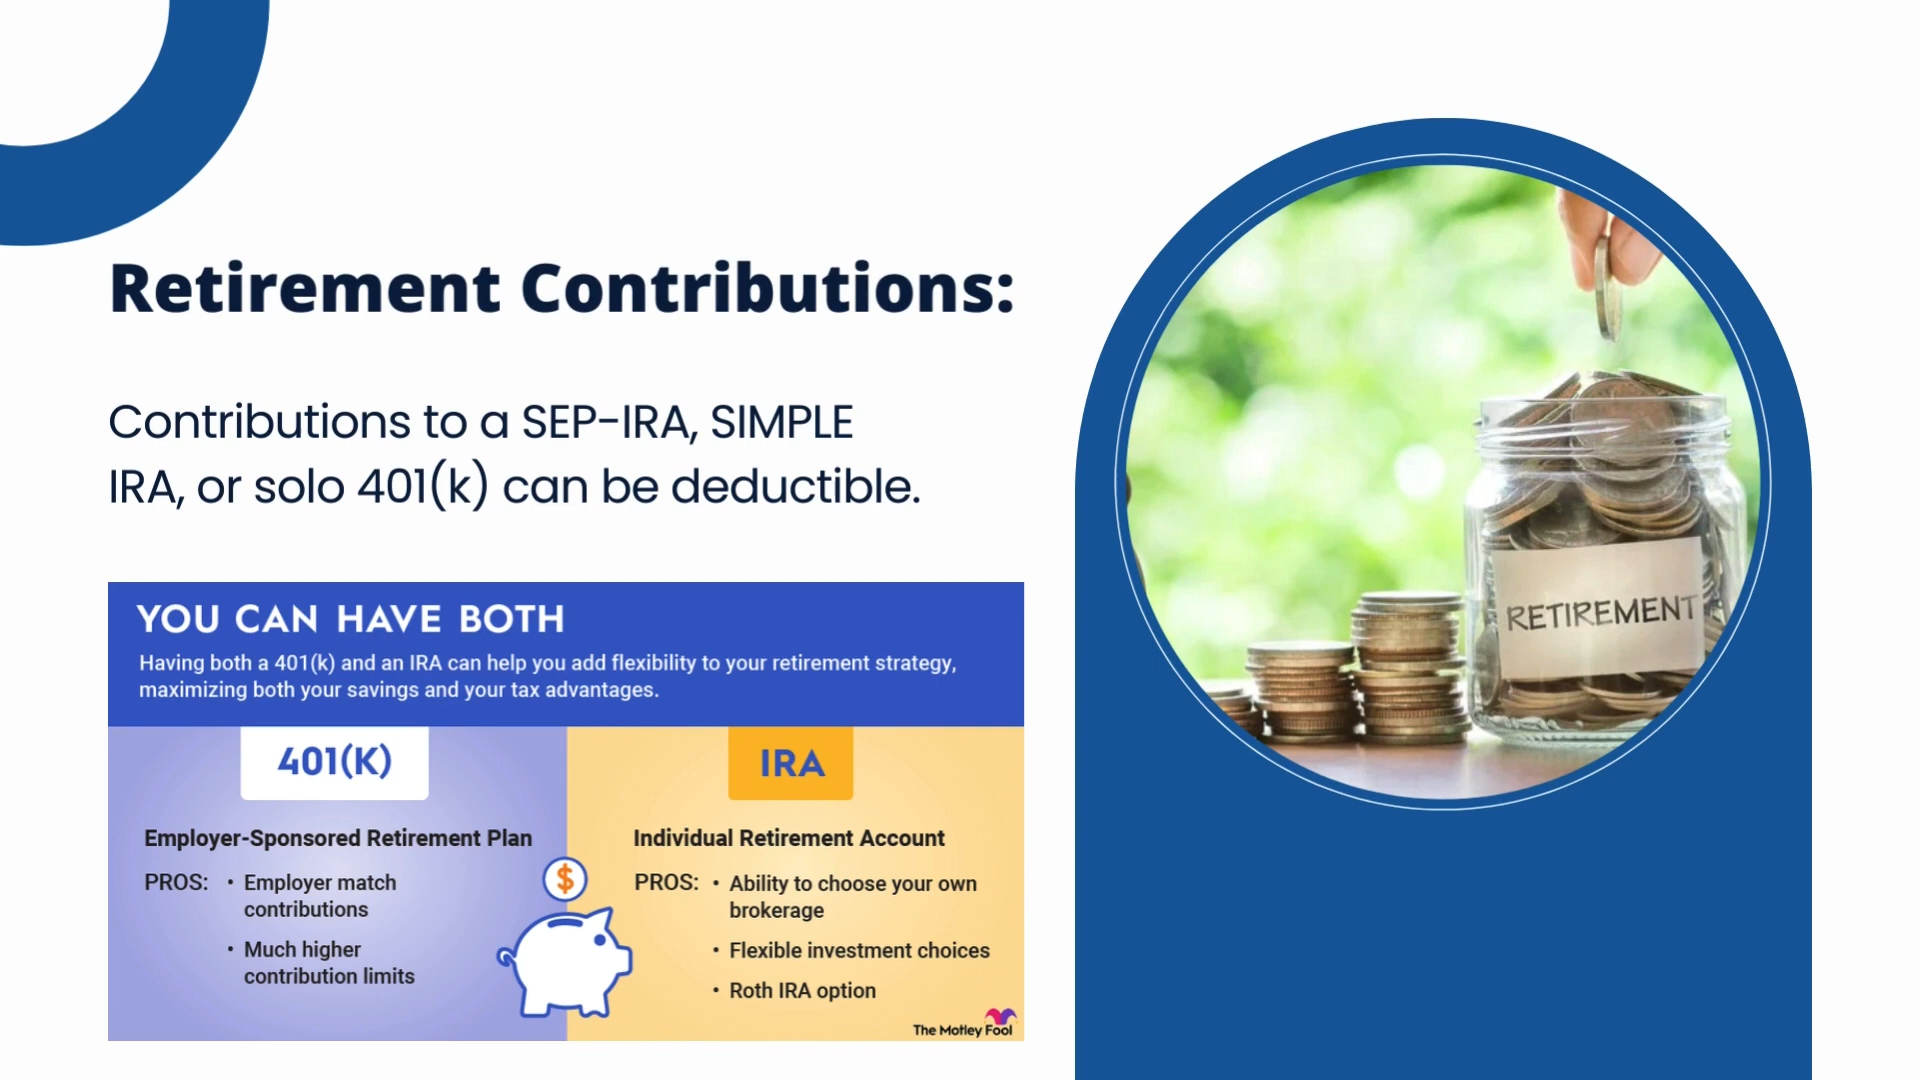 Retirement Contributions:
Contributions to a SEP-IRA, SIMPLE
IRA, or solo 401(k) can be deductible.
YOU CAN HAVE BOTH
Having both a 401(k) and an IRA can help you add flexibility to your retirement strategy,
maximizing both your savings and your tax advantages.
401(K)
Employer-Sponsored Retirement Plan
PROS:
• Employer match
contributions
• Much higher
contribution limits
$
IRA
Individual Retirement Account
PROS:
• Ability to choose your own
brokerage
• Flexible investment choices
• Roth IRA option
The Motley Fool
RETIREMENT